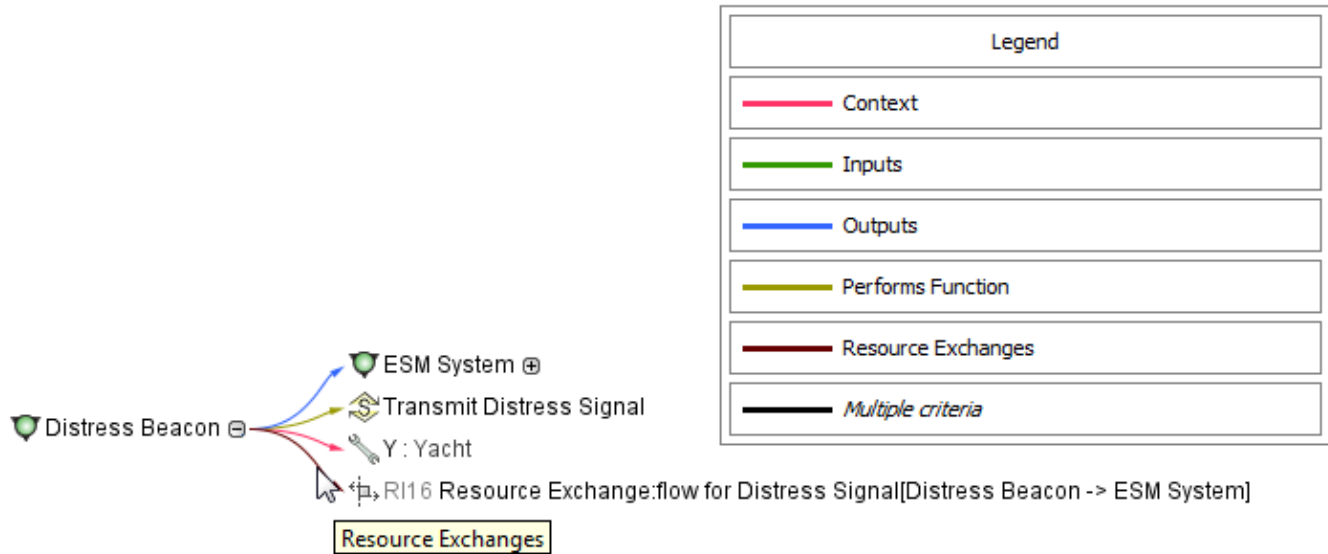 Legend
Context
Inputs
Outputs
Performs Function
Resource Exchanges
Multiple criteria
ESM System
Transmit Distress Signal
Distress Beacon
Y : Yacht
RI16 Resource Exchange:flow for Distress Signal[Distress Beacon -> ESM System]
Resource Exchanges